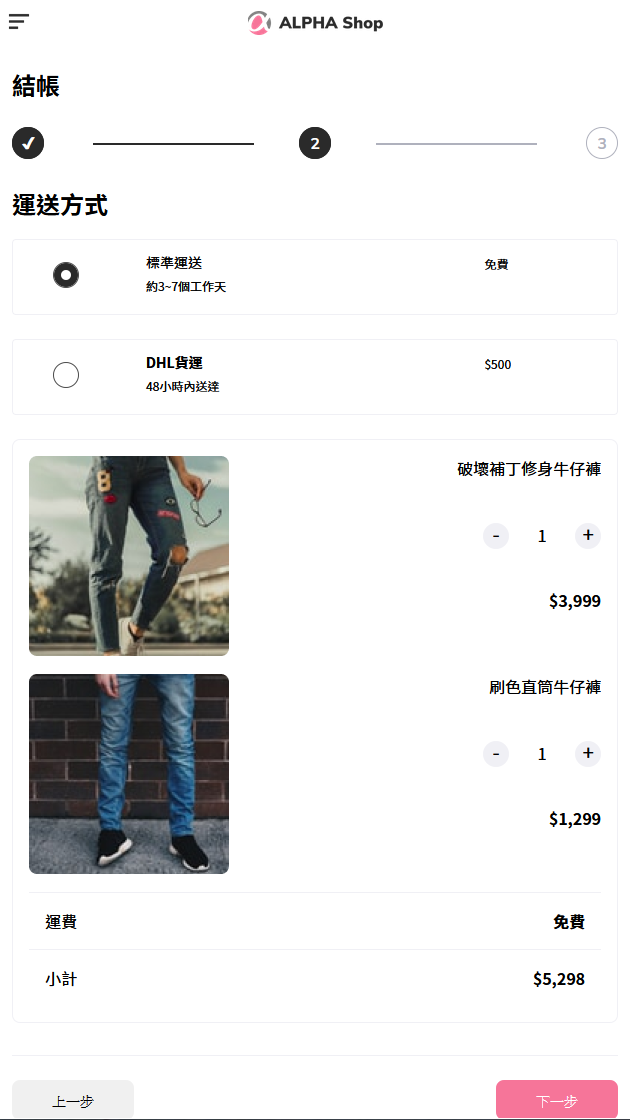 ALPHA Shop
結帳
2
3
運送方式
標準運送
免費
約3~7個工作天
DHL貨運
$500
48小時內送達
破壞補丁修身牛仔褲
- 1 +
$3,999
刷色直筒牛仔褲
- 1 +
$1,299
運費 免費
小計 $5,298
上一步 下一步